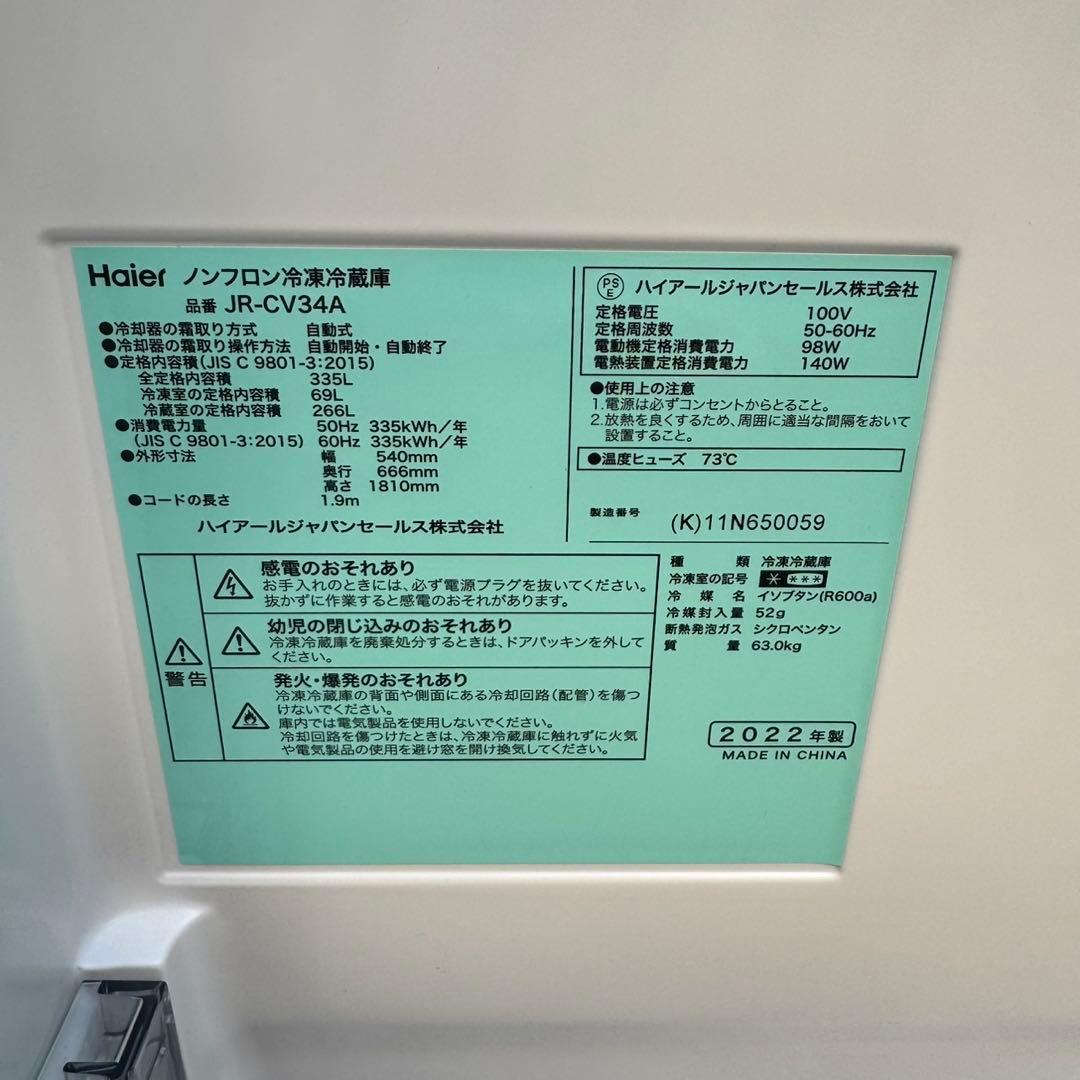 Haier ノンフロン冷凍冷蔵庫
品番 JR-CV34A
●冷却器の霜取り方式 自動式
●冷却器の霜取り操作方法 自動開始・自動終了
●定格内容積(JIS C 9801-3:2015)
全定格内容積 335L
冷凍室の定格内容積 69L
冷蔵室の定格内容積 266L
●消費電力量 50Hz 335kWh/年
(JIS C 9801-3:2015) 60Hz 335kWh/年
●外形寸法 幅 540mm
奥行 666mm
高さ 1810mm
●コードの長さ 1.9m
ハイアールジャパンセールス株式会社
PS
E
ハイアールジャパンセールス株式会社
定格電圧 100V
定格周波数 50-60Hz
電動機定格消費電力 98W
電熱装置定格消費電力 140W
●使用上の注意
1.電源は必ずコンセントからとること。
2.放熱を良くするため、周囲に適当な間隔をおいて
設置すること。
●温度ヒューズ 73℃
製造番号 (K)11N650059
警告
感電のおそれあり
お手入れのときには、必ず電源プラグを抜いてください。
抜かずに作業すると感電のおそれがあります。
幼児の閉じ込みのおそれあり
冷凍冷蔵庫を廃棄処分するときは、ドアパッキンを外して
ください。
発火・爆発のおそれあり
冷凍冷蔵庫の背面や側面にある冷却回路(配管)を傷つ
けないでください。
庫内では電気製品を使用しないでください。
冷却回路を傷つけたときは、冷凍冷蔵庫に触れずに火気
や電気製品の使用を避け窓を開け換気してください。
種類 冷凍冷蔵庫
冷凍室の記号 * ***
冷媒名 イソブタン(R600a)
冷媒封入量 52g
断熱発泡ガス シクロペンタン
質量 63.0kg
2022年製
MADE IN CHINA